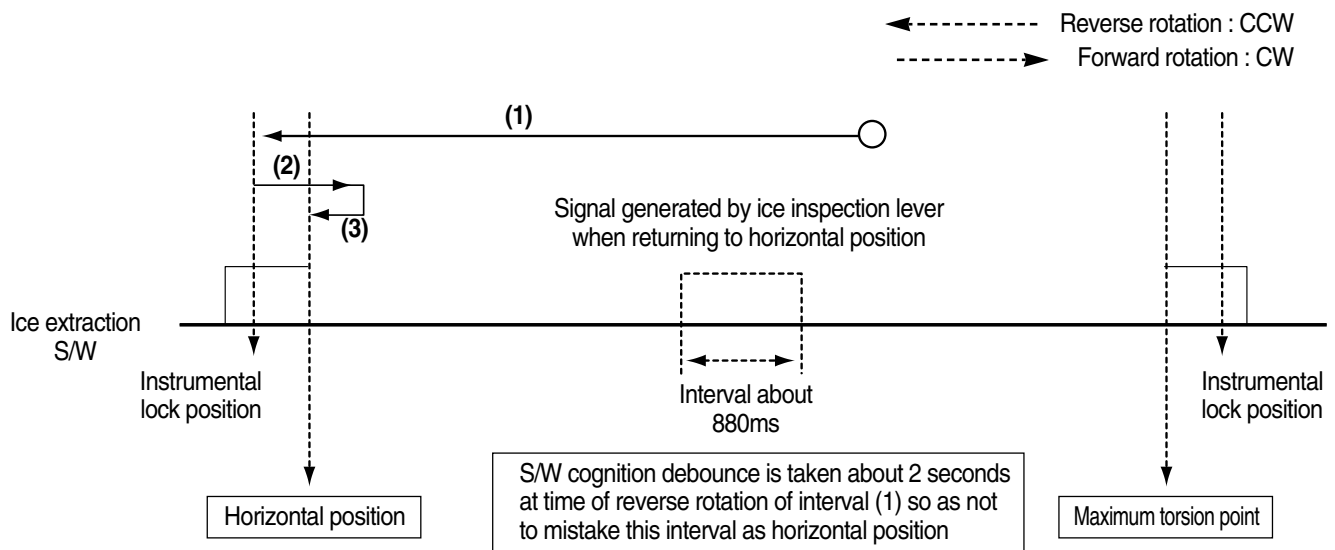 Reverse rotation : CCW
Forward rotation : CW
(1)
(2)
(3)
Signal generated by ice inspection lever
when returning to horizontal position
Ice extraction
S/W
Instrumental
lock position
Interval about
880ms
Instrumental
lock position
Horizontal position
S/W cognition debounce is taken about 2 seconds
at time of reverse rotation of interval (1) so as not
to mistake this interval as horizontal position
Maximum torsion point